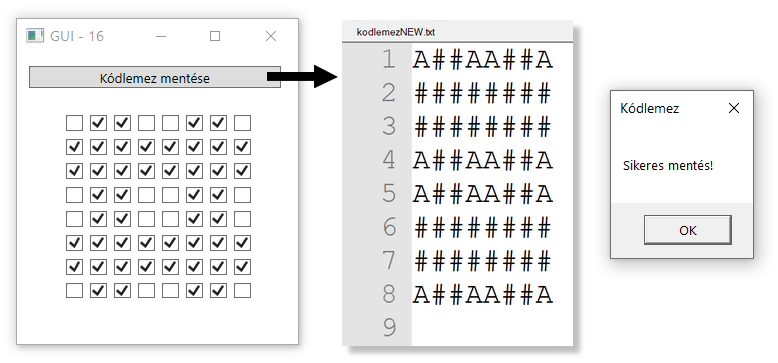 GUI - 16
Kódlemez mentése
kodlemezNEW.txt
1 A##AA##A
2 ########
3 ########
4 A##AA##A
5 A##AA##A
6 ########
7 ########
8 A##AA##A
9
Kódlemez
Sikeres mentés!
OK